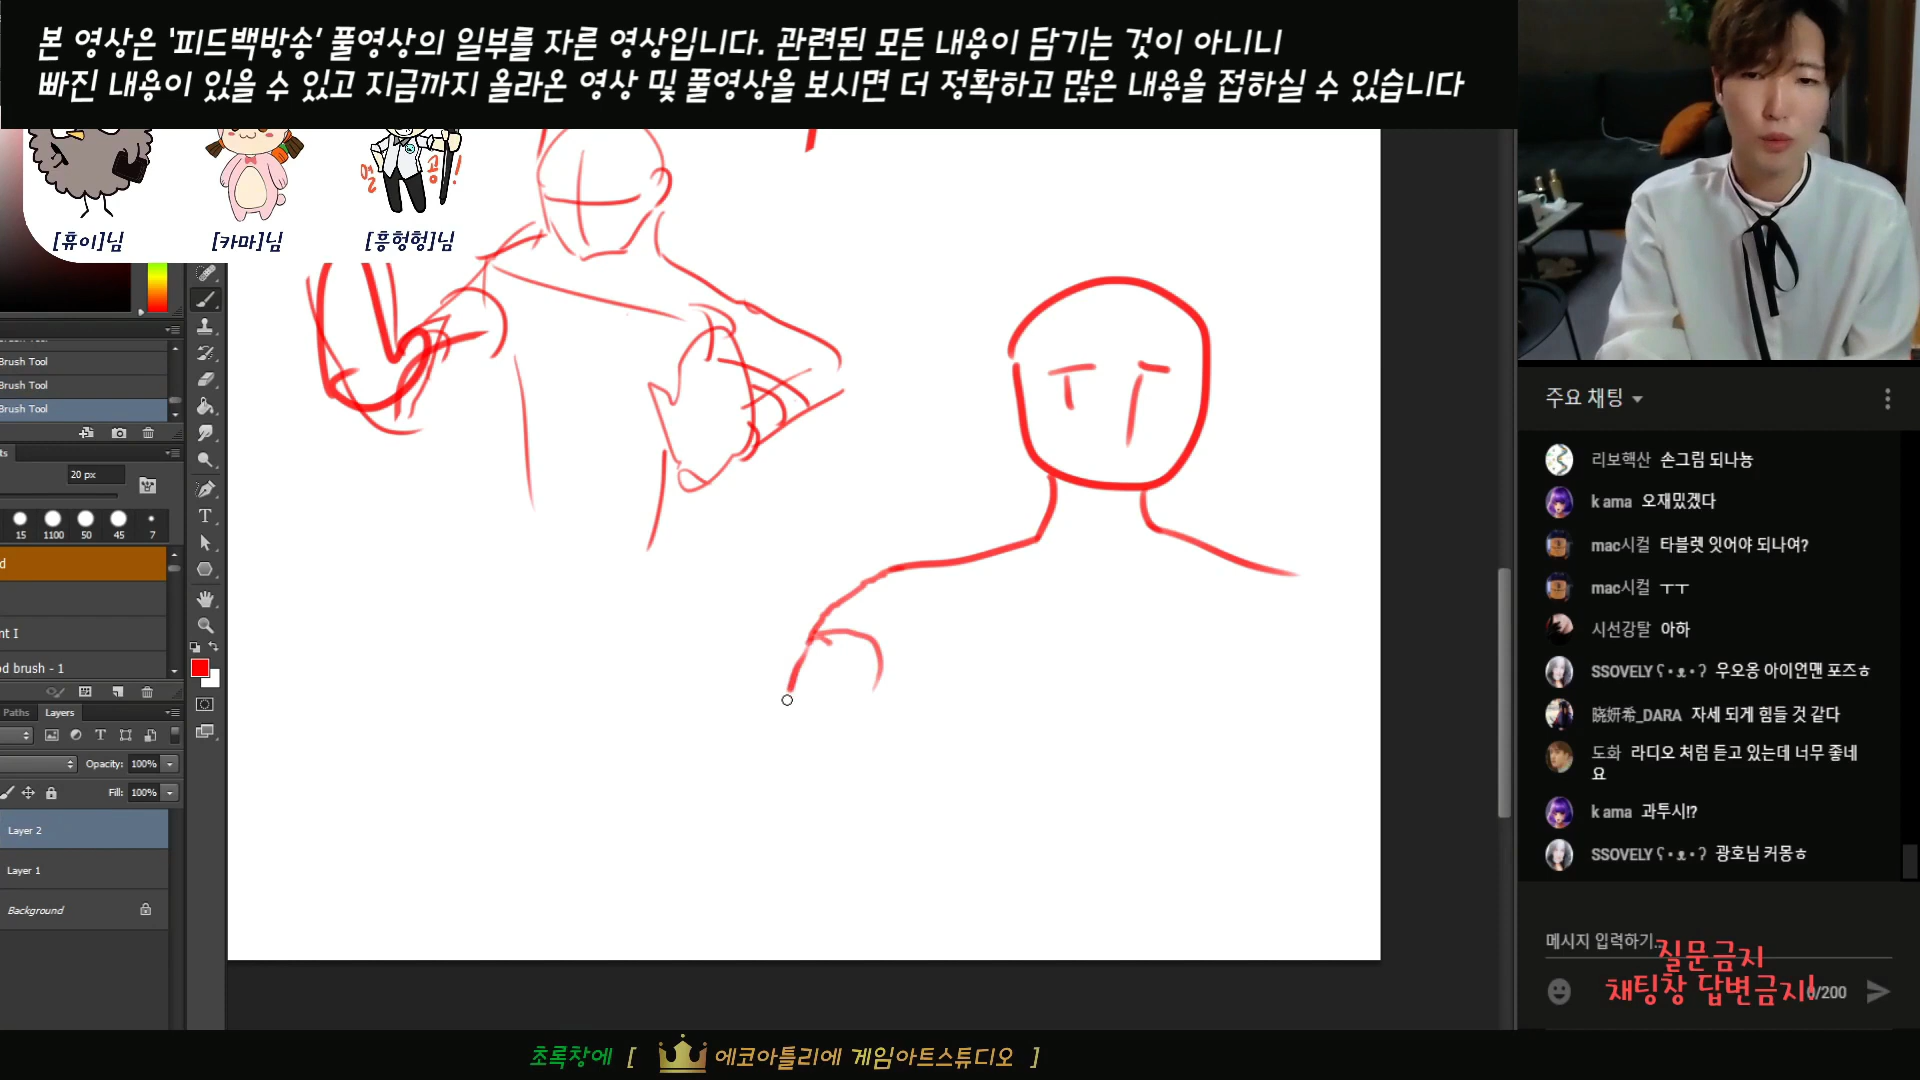 본 영상은 '피드백방송' 풀영상의 일부를 자른 영상입니다. 관련된 모든 내용이 담기는 것이 아니니
빠진 내용이 있을 수 있고 지금까지 올라온 영상 및 풀영상을 보시면 더 정확하고 많은 내용을 접하실 수 있습니다
열 공!
[휴이]님
[카마]님
[흥헝헝]님
Brush Tool
Brush Tool
Brush Tool
20 px
15
1100
50
45
7
nt I
od brush - 1
Paths
Layers
Opacity: 100%
Fill: 100%
Layer 2
Layer 1
Background
주요 채팅
리보핵산 손그림 되나뇽
k ama 오재밌겠다
mac시컬 타블렛 잇어야 되나여?
mac시컬 ㅜㅜ
시선강탈 아하
SSOVELY ʕ•ᴥ•ʔ 우오옹 아이언맨 포즈ㅎ
晓妍希_DARA 자세 되게 힘들 것 같다
도화 라디오 처럼 듣고 있는데 너무 좋네
요
k ama 과투시!?
SSOVELY ʕ•ᴥ•ʔ 광호님 커몽ㅎ
메시지 입력하기...
질문금지
채팅창 답변금지!
0/200
초록창에 [ 에코아틀리에 게임아트스튜디오 ]